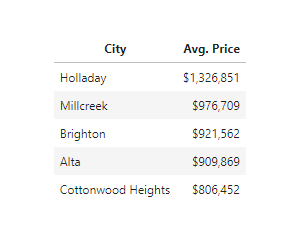 City Avg. Price
Holladay $1,326,851
Millcreek $976,709
Brighton $921,562
Alta $909,869
Cottonwood Heights $806,452